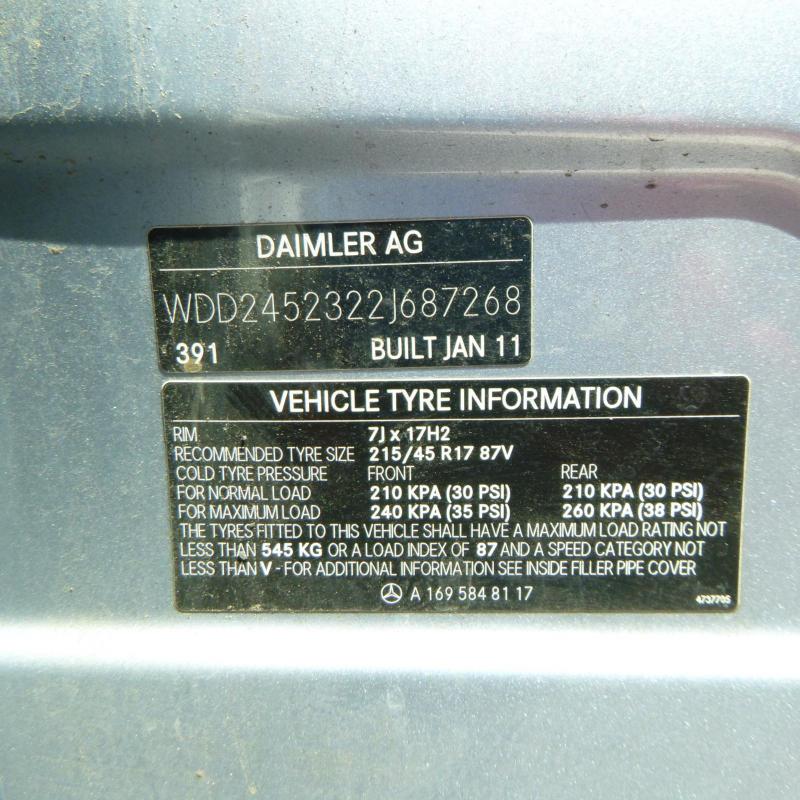 DAIMLER AG
WDD2452322J687268
391 BUILT JAN 11
VEHICLE TYRE INFORMATION
RIM 7J x 17H2
RECOMMENDED TYRE SIZE 215/45 R17 87V
COLD TYRE PRESSURE FRONT REAR
FOR NORMAL LOAD 210 KPA (30 PSI) 210 KPA (30 PSI)
FOR MAXIMUM LOAD 240 KPA (35 PSI) 260 KPA (38 PSI)
THE TYRES FITTED TO THIS VEHICLE SHALL HAVE A MAXIMUM LOAD RATING NOT
LESS THAN 545 KG OR A LOAD INDEX OF 87 AND A SPEED CATEGORY NOT
LESS THAN V - FOR ADDITIONAL INFORMATION SEE INSIDE FILLER PIPE COVER
A 169 584 81 17
473770S